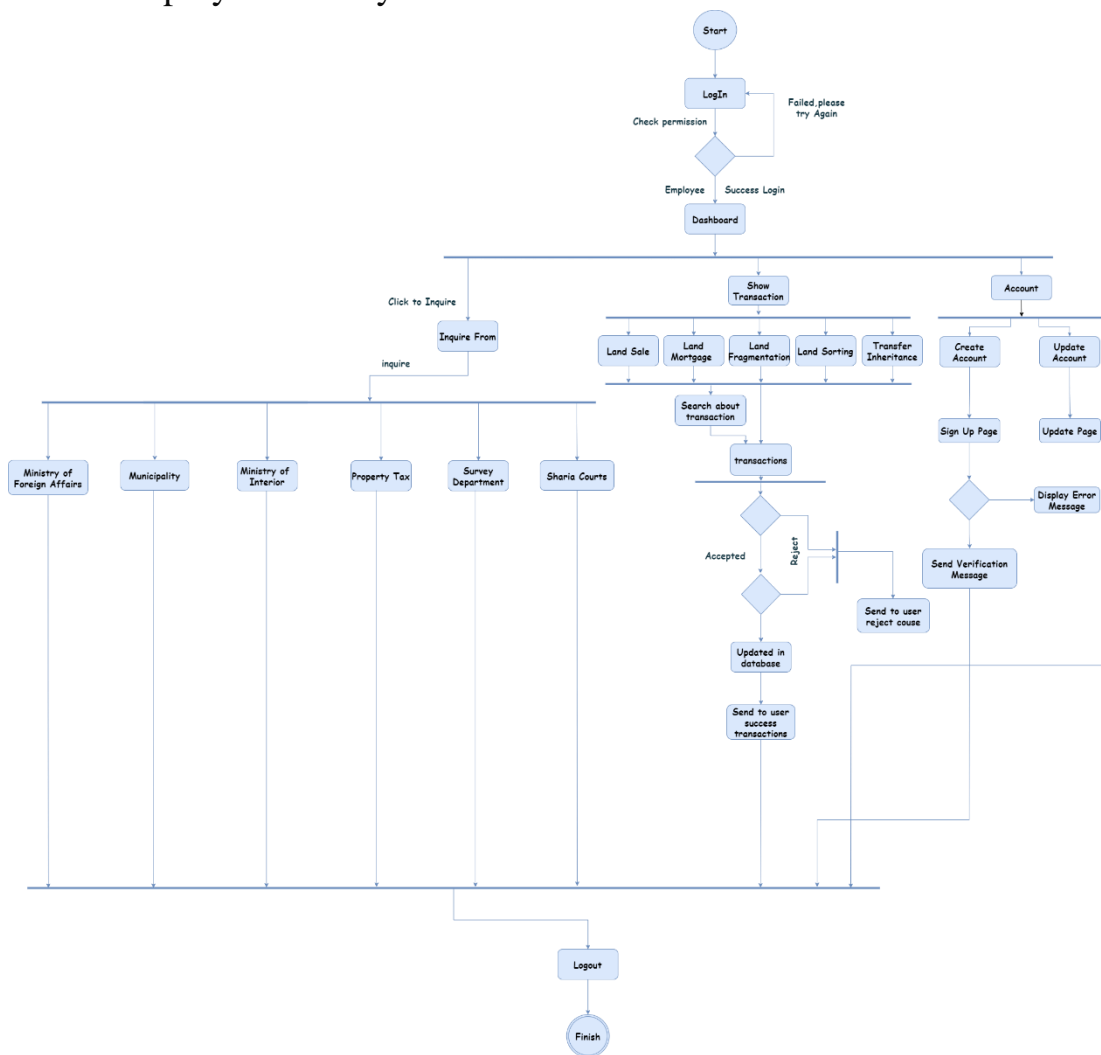 Start
LogIn
Failed,please
try Again
Check permission
Employee
Success Login
Dashboard
Click to Inquire
Show
Transaction
Account
Inquire From
inquire
Land Sale
Land
Mortgage
Land
Fragmentation
Land Sorting
Transfer
Inheritance
Create
Account
Update
Account
Search about
transaction
Sign Up Page
Update Page
transactions
Ministry of
Foreign Affairs
Municipality
Ministry of
Interior
Property Tax
Survey
Department
Sharia Courts
Display Error
Message
Accepted
Reject
Send Verification
Message
Send to user
reject couse
Updated in
database
Send to user
success
transactions
Logout
Finish